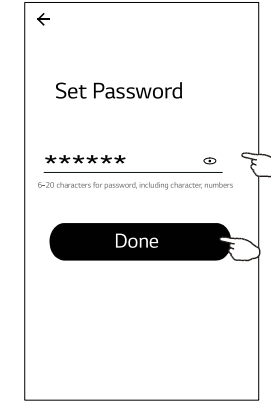 Set Password
******
6-20 characters for password, including character, numbers
Done